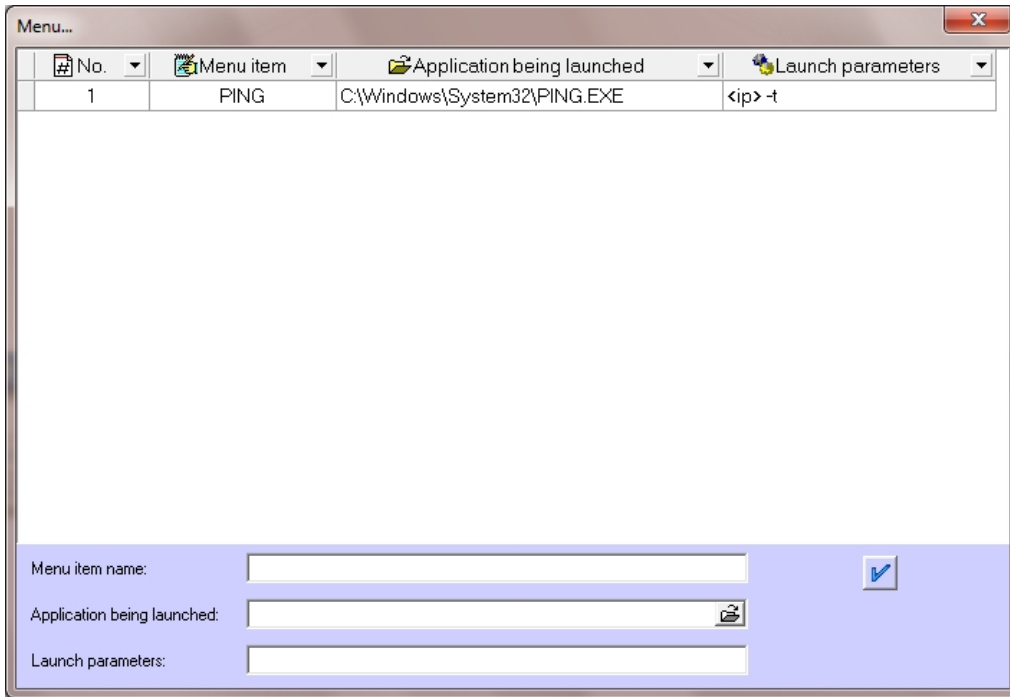 Menu...
No. Menu item Application being launched Launch parameters
1 PING C:\Windows\System32\PING.EXE <ip> -t
Menu item name:
Application being launched:
Launch parameters: